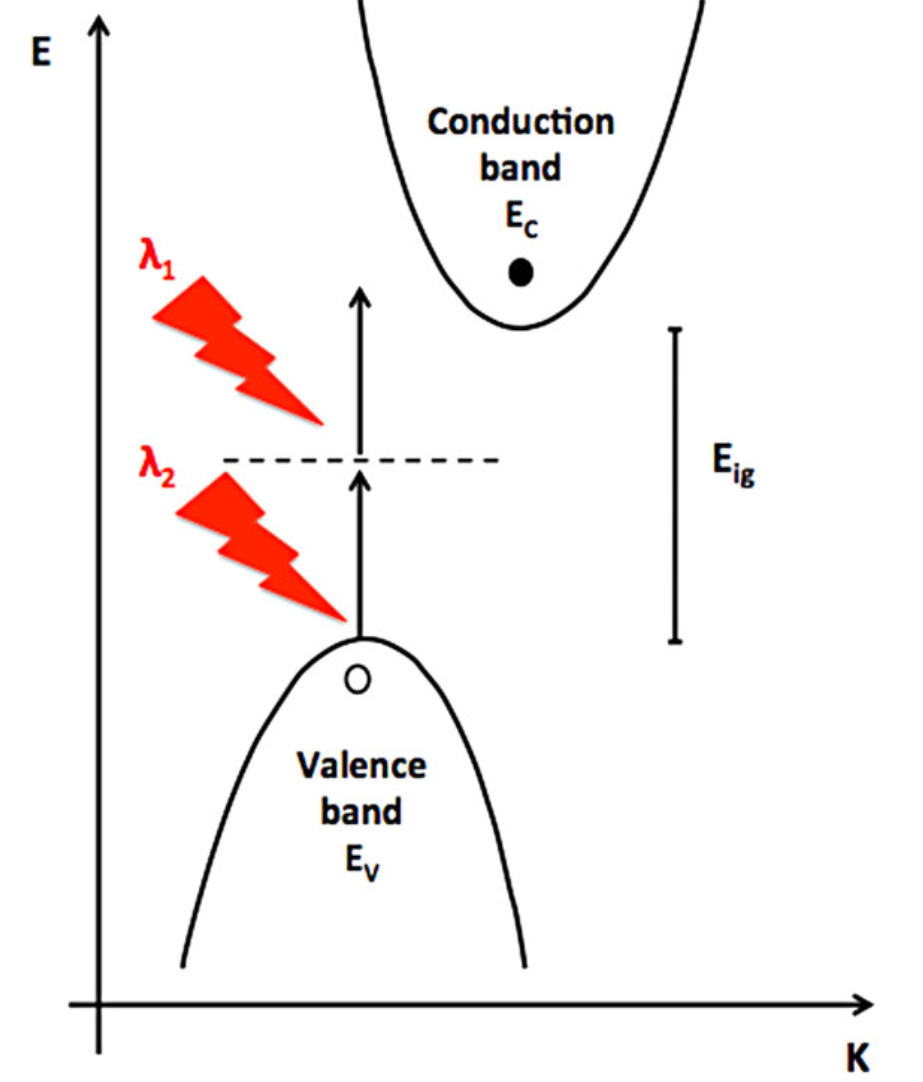 E
Conduction
band
E_C
λ₁
λ₂
E_ig
Valence
band
E_V
K